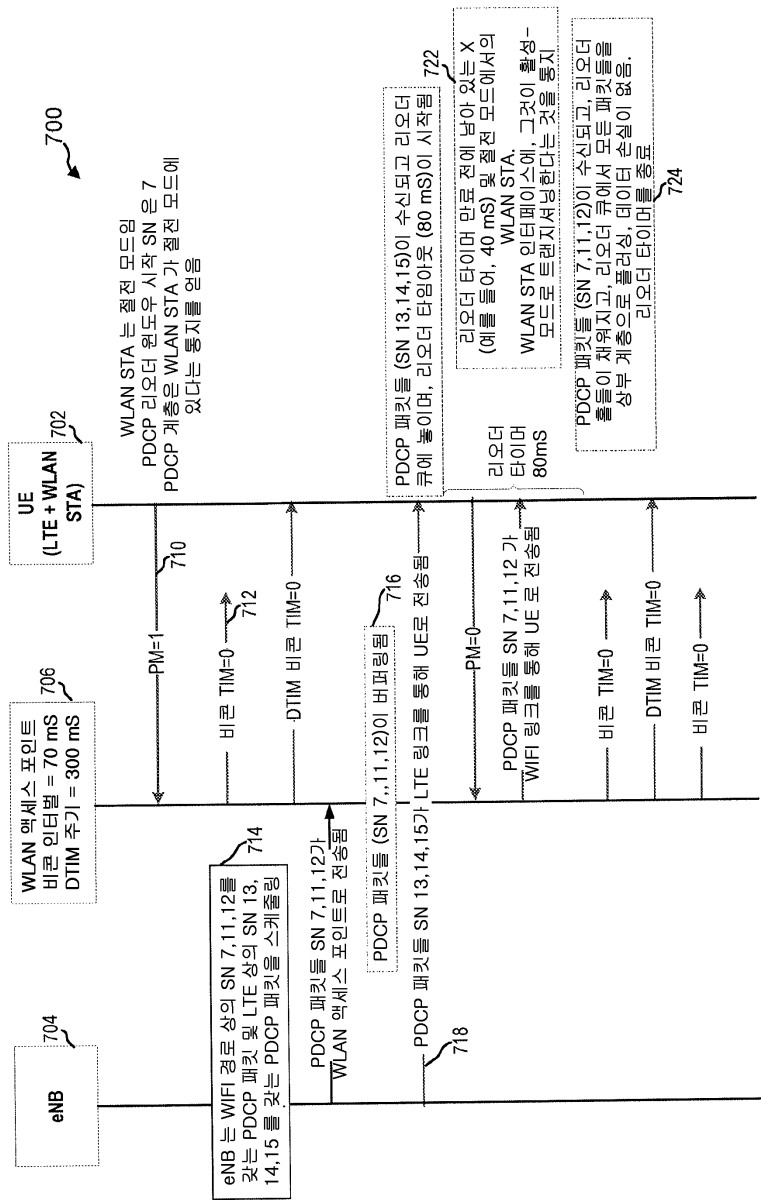 700
eNB
704
WLAN 액세스 포인트
비콘 인터벌 = 70 mS
DTIM 주기 = 300 mS
706
UE
(LTE + WLAN
STA)
702
WLAN STA 는 절전 모드임
PDCP 리오더 윈도우 시작 SN 은 7
PDCP 계층은 WLAN STA 가 절전 모드에
있다는 통지를 얻음
PM=1
710
비콘 TIM=0
712
DTIM 비콘 TIM=0
eNB 는 WIFI 경로 상의 SN 7,11,12를
갖는 PDCP 패킷 및 LTE 상의 SN 13,
14,15 를 갖는 PDCP 패킷을 스케줄링
714
PDCP 패킷들 SN 7,11,12가
WLAN 액세스 포인트로 전송됨
PDCP 패킷들 (SN 7,,11,12)이 버퍼링됨
716
PDCP 패킷들 SN 13,14,15가 LTE 링크를 통해 UE로 전송됨
718
PDCP 패킷들 (SN 13,14,15)이 수신되고 리오더
큐에 놓이며, 리오더 타임아웃 (80 mS)이 시작됨
PM=0
리오더
타이머
80mS
722
리오더 타이머 만료 전에 남아 있는 X
(예를 들어, 40 mS) 및 절전 모드에서의
WLAN STA,
WLAN STA 인터페이스에, 그것이 활성-
모드로 트랜지셔닝한다는 것을 통지
PDCP 패킷들 SN 7,11,12 가
WIFI 링크를 통해 UE 로 전송됨
PDCP 패킷들 (SN 7,11,12)이 수신되고, 리오더
홀들이 채워지고, 리오더 큐에서 모든 패킷들을
상부 계층으로 플러싱, 데이터 손실이 없음.
리오더 타이머를 종료
724
비콘 TIM=0
DTIM 비콘 TIM=0
비콘 TIM=0